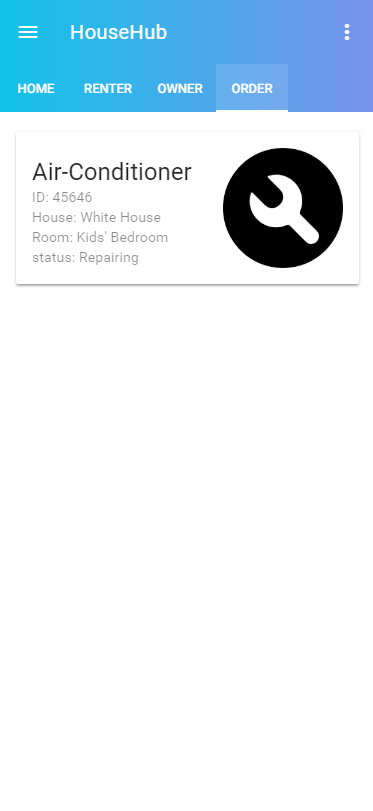 HouseHub
HOME RENTER OWNER ORDER
Air-Conditioner
ID: 45646
House: White House
Room: Kids' Bedroom
status: Repairing